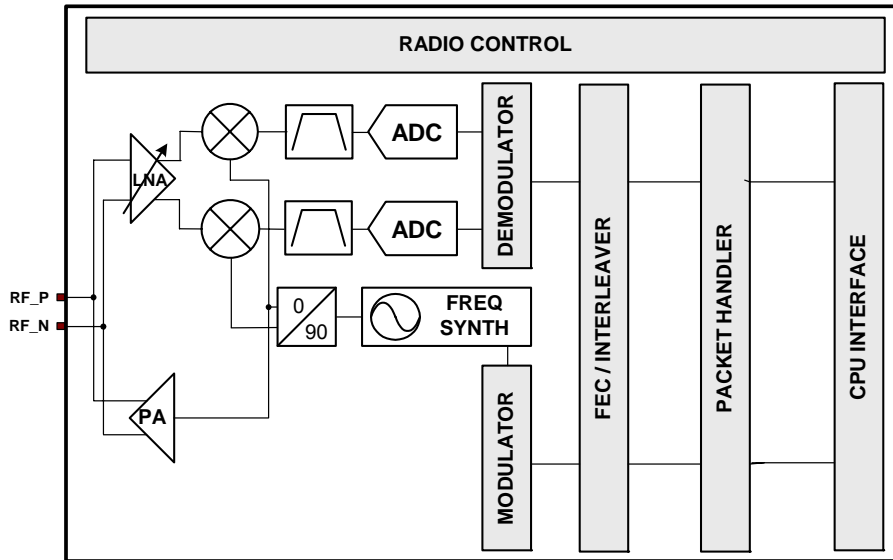 RADIO CONTROL
LNA
ADC
ADC
DEMODULATOR
FEC / INTERLEAVER
PACKET HANDLER
CPU INTERFACE
RF_P
RF_N
0
90
FREQ
SYNTH
PA
MODULATOR